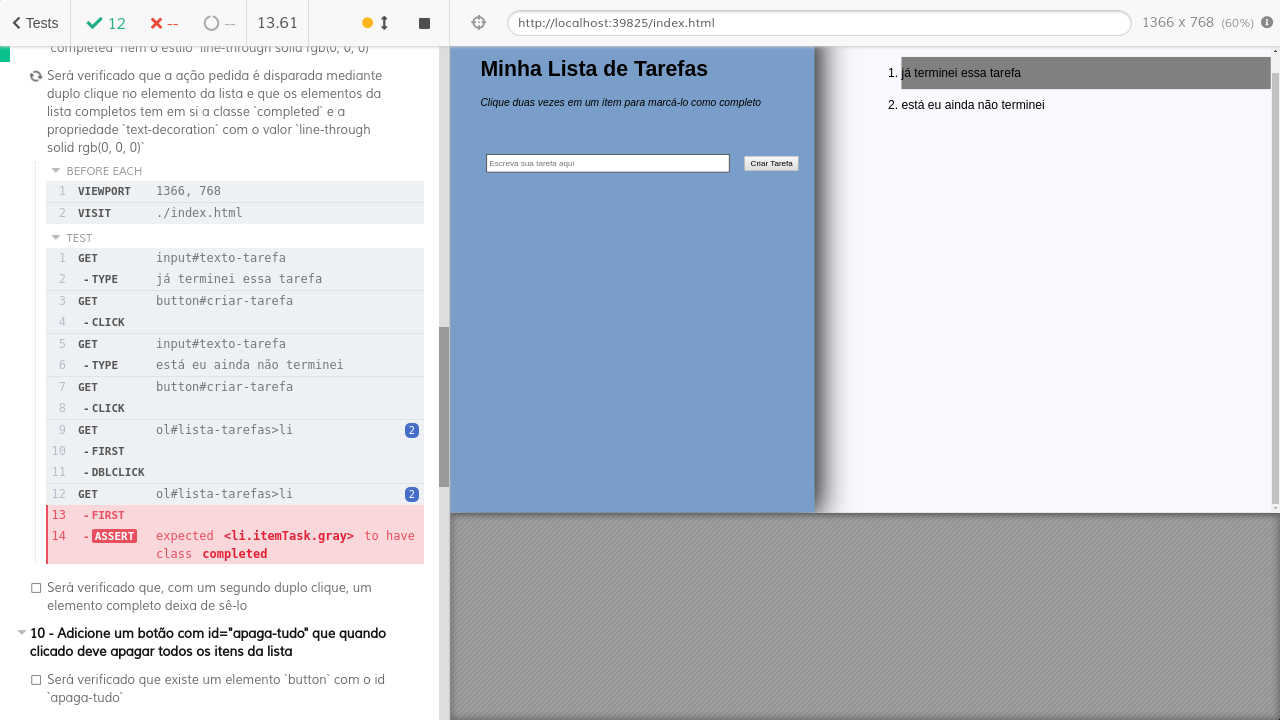 Tests
12
--
--
13.61
http://localhost:39825/index.html
1366 x 768 (60%)
`completed` nem o estilo `line-through solid rgb(0, 0, 0)`
Será verificado que a ação pedida é disparada mediante
duplo clique no elemento da lista e que os elementos da
lista completos tem em si a classe `completed` e a
propriedade `text-decoration` com o valor `line-through
solid rgb(0, 0, 0)`
BEFORE EACH
1 VIEWPORT 1366, 768
2 VISIT ./index.html
TEST
1 GET input#texto-tarefa
2 -TYPE já terminei essa tarefa
3 GET button#criar-tarefa
4 -CLICK
5 GET input#texto-tarefa
6 -TYPE está eu ainda não terminei
7 GET button#criar-tarefa
8 -CLICK
9 GET ol#lista-tarefas>li 2
10 -FIRST
11 -DBLCLICK
12 GET ol#lista-tarefas>li 2
13 -FIRST
14 -ASSERT expected <li.itemTask.gray> to have
class completed
Será verificado que, com um segundo duplo clique, um
elemento completo deixa de sê-lo
10 - Adicione um botão com id="apaga-tudo" que quando
clicado deve apagar todos os itens da lista
Será verificado que existe um elemento `button` com o id
`apaga-tudo`
Minha Lista de Tarefas
Clique duas vezes em um item para marcá-lo como completo
Escreva sua tarefa aqui
Criar Tarefa
1. já terminei essa tarefa
2. está eu ainda não terminei